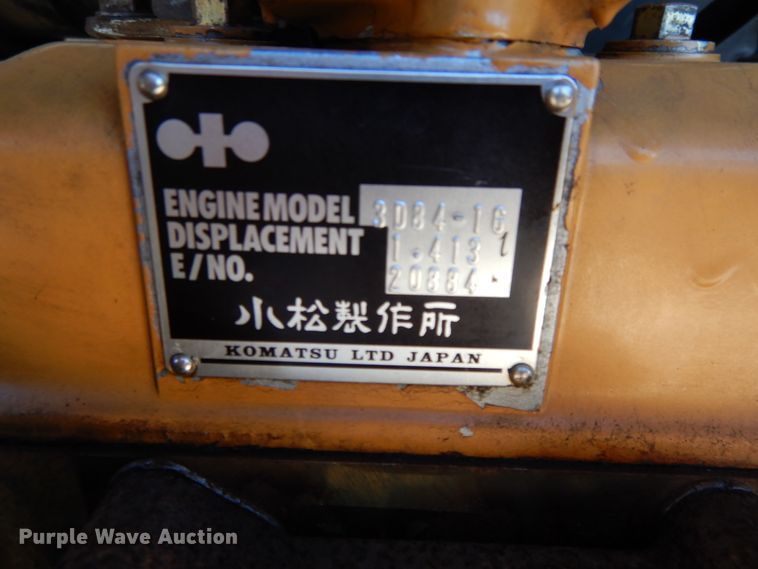 ENGINE MODEL 3D84-1G
DISPLACEMENT 1.413 l
E/NO. 20884
小松製作所
KOMATSU LTD JAPAN
Purple Wave Auction